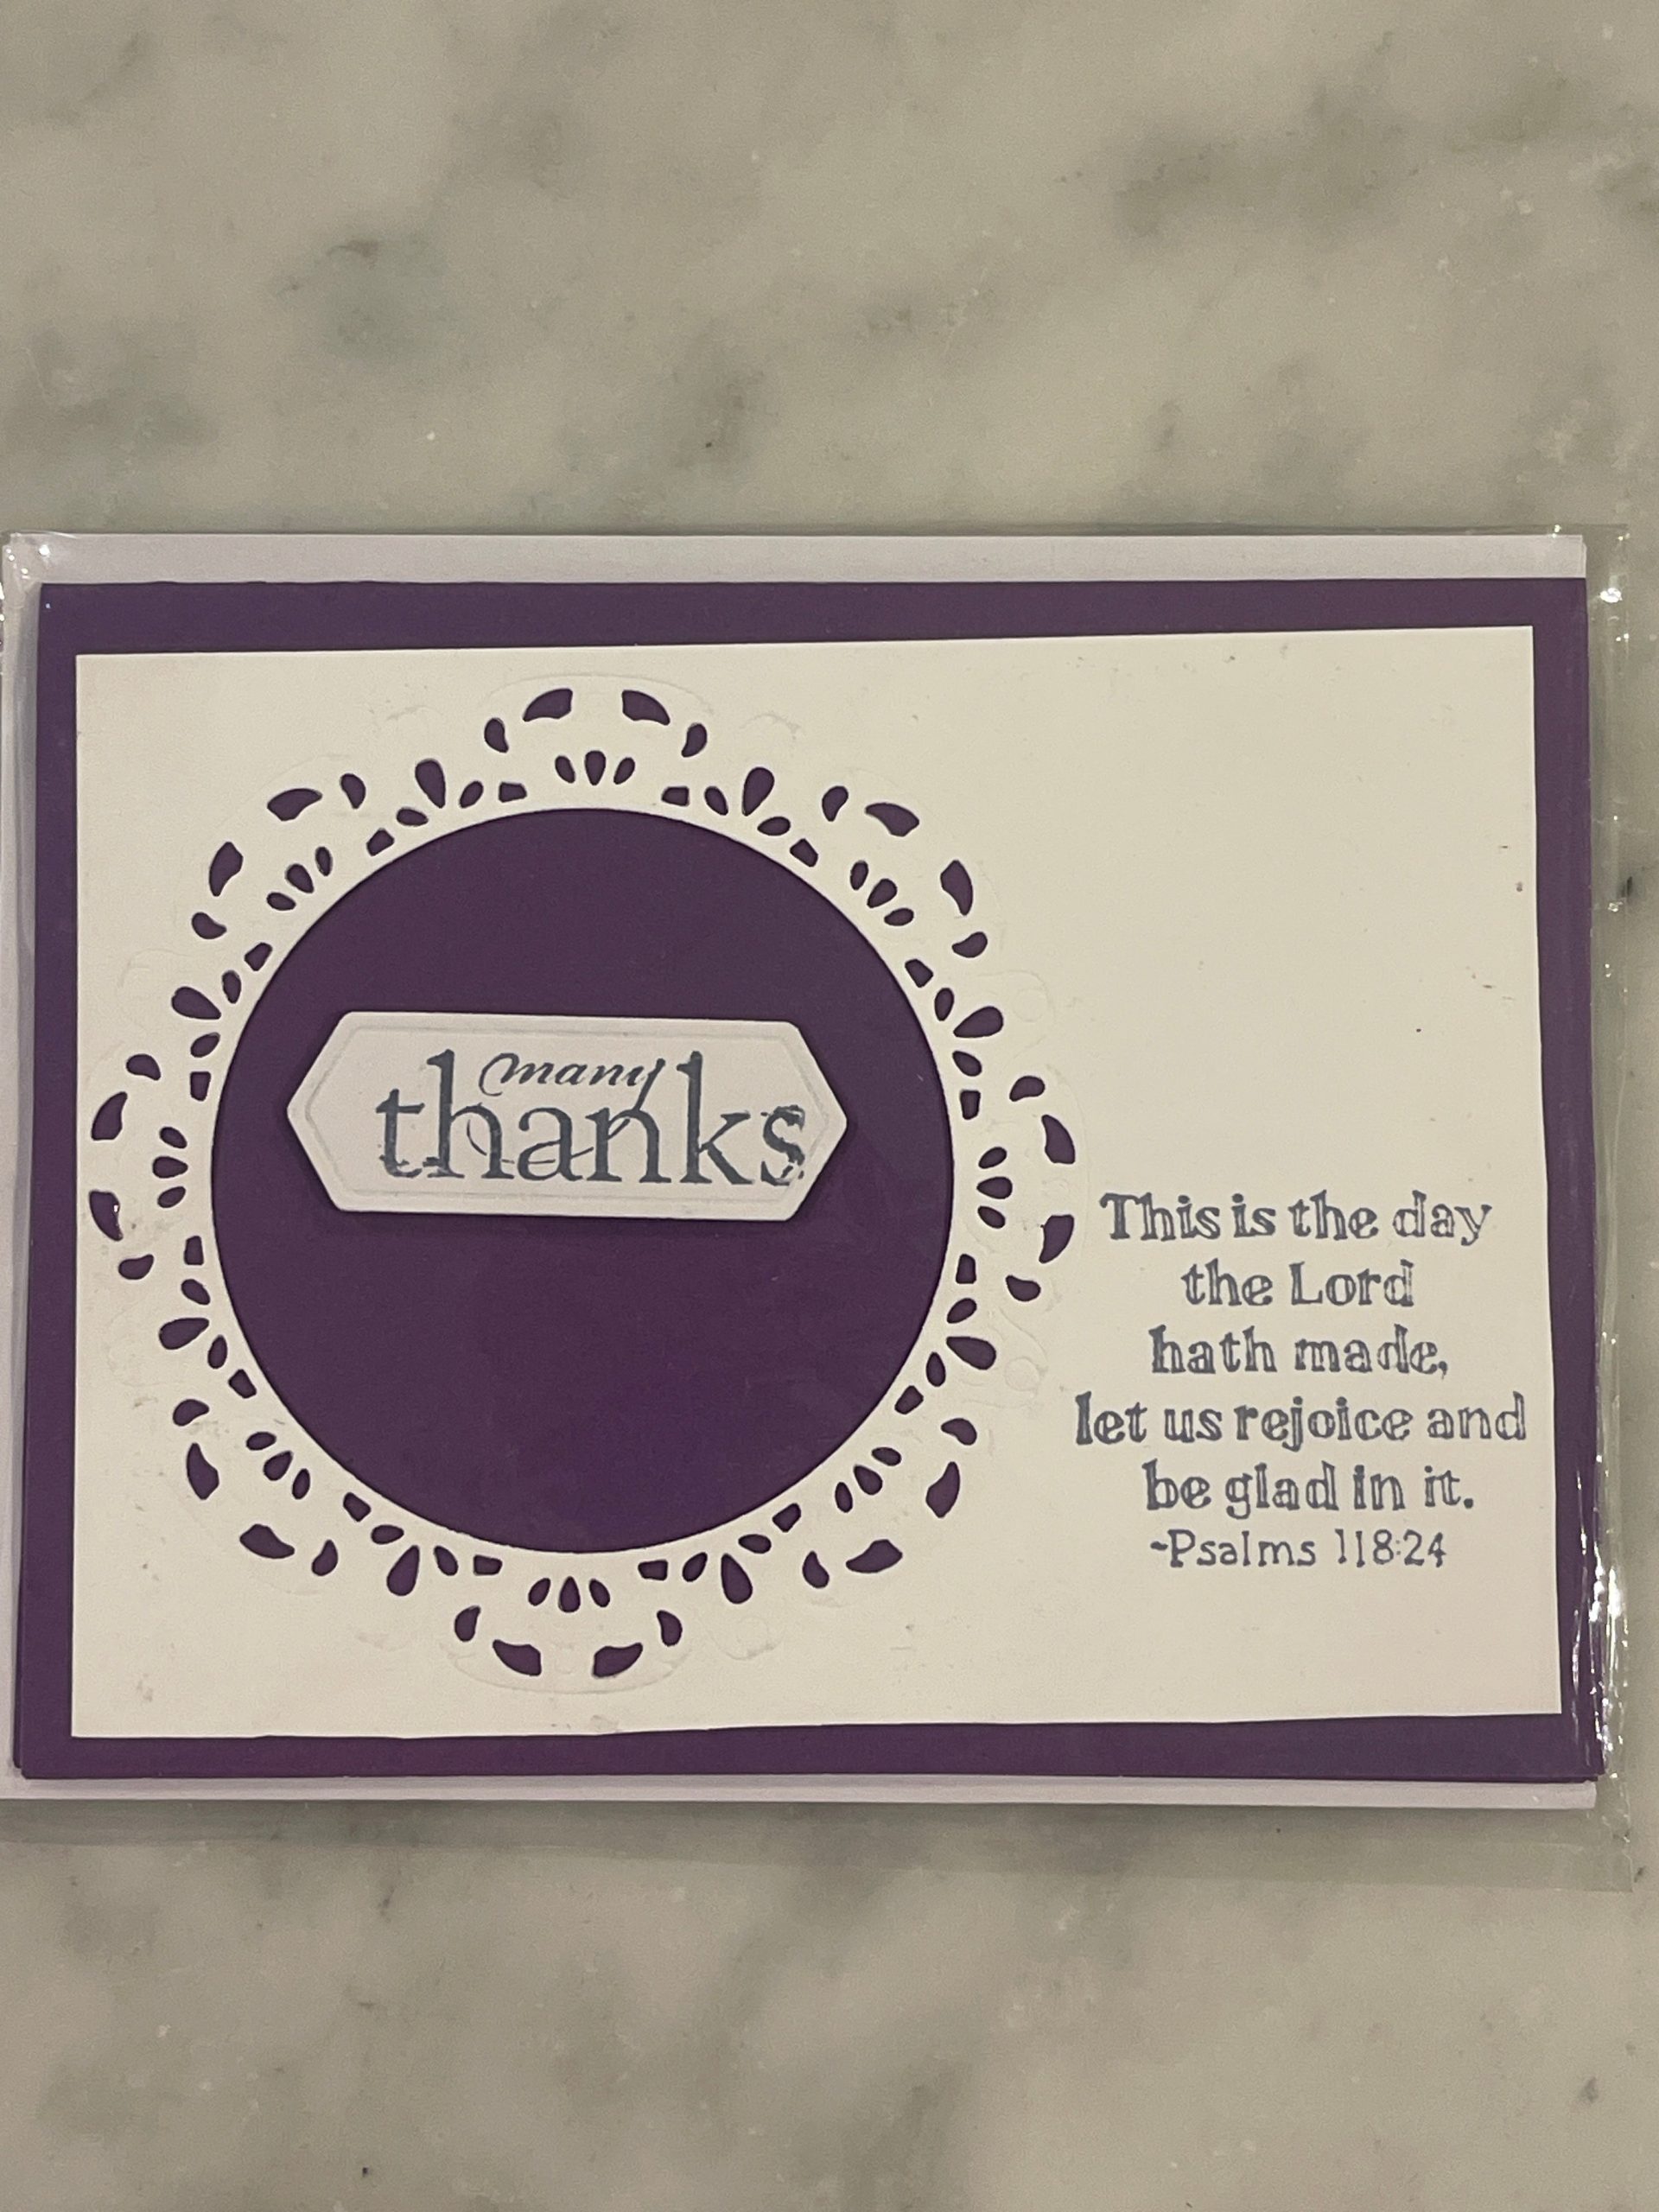 many
thanks
This is the day
the Lord
hath made,
let us rejoice and
be glad in it.
~Psalms 118:24